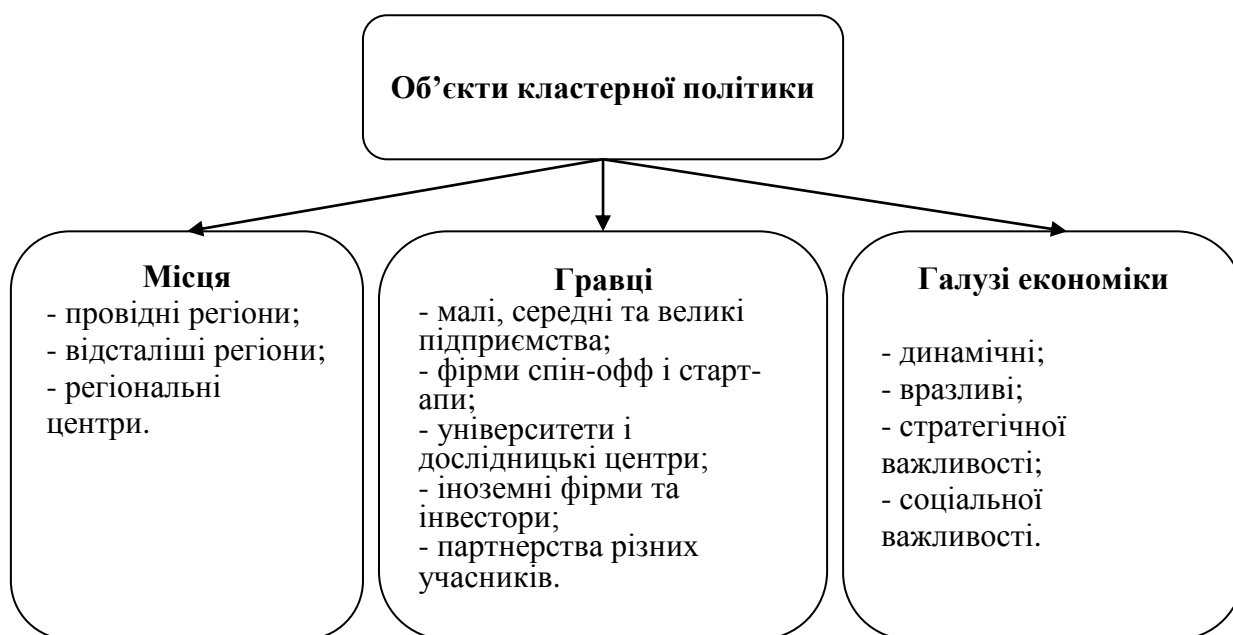 Об’єкти кластерної політики
Місця
- провідні регіони;
- відсталіші регіони;
- регіональні
центри.
Гравці
- малі, середні та великі
підприємства;
- фірми спін-офф і старт-
апи;
- університети і
дослідницькі центри;
- іноземні фірми та
інвестори;
- партнерства різних
учасників.
Галузі економіки
- динамічні;
- вразливі;
- стратегічної
важливості;
- соціальної
важливості.